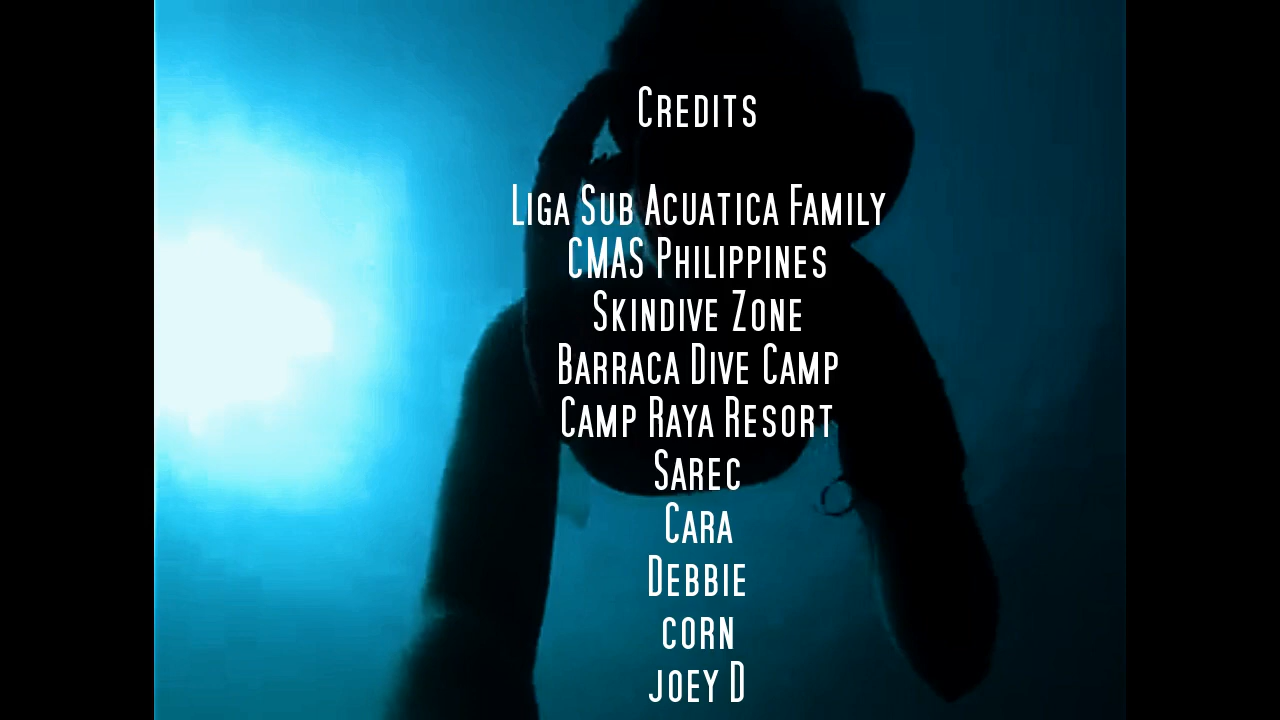 Credits
Liga Sub Acuatica Family
CMAS Philippines
Skindive Zone
Barraca Dive Camp
Camp Raya Resort
Sarec
Cara
Debbie
corn
joey D